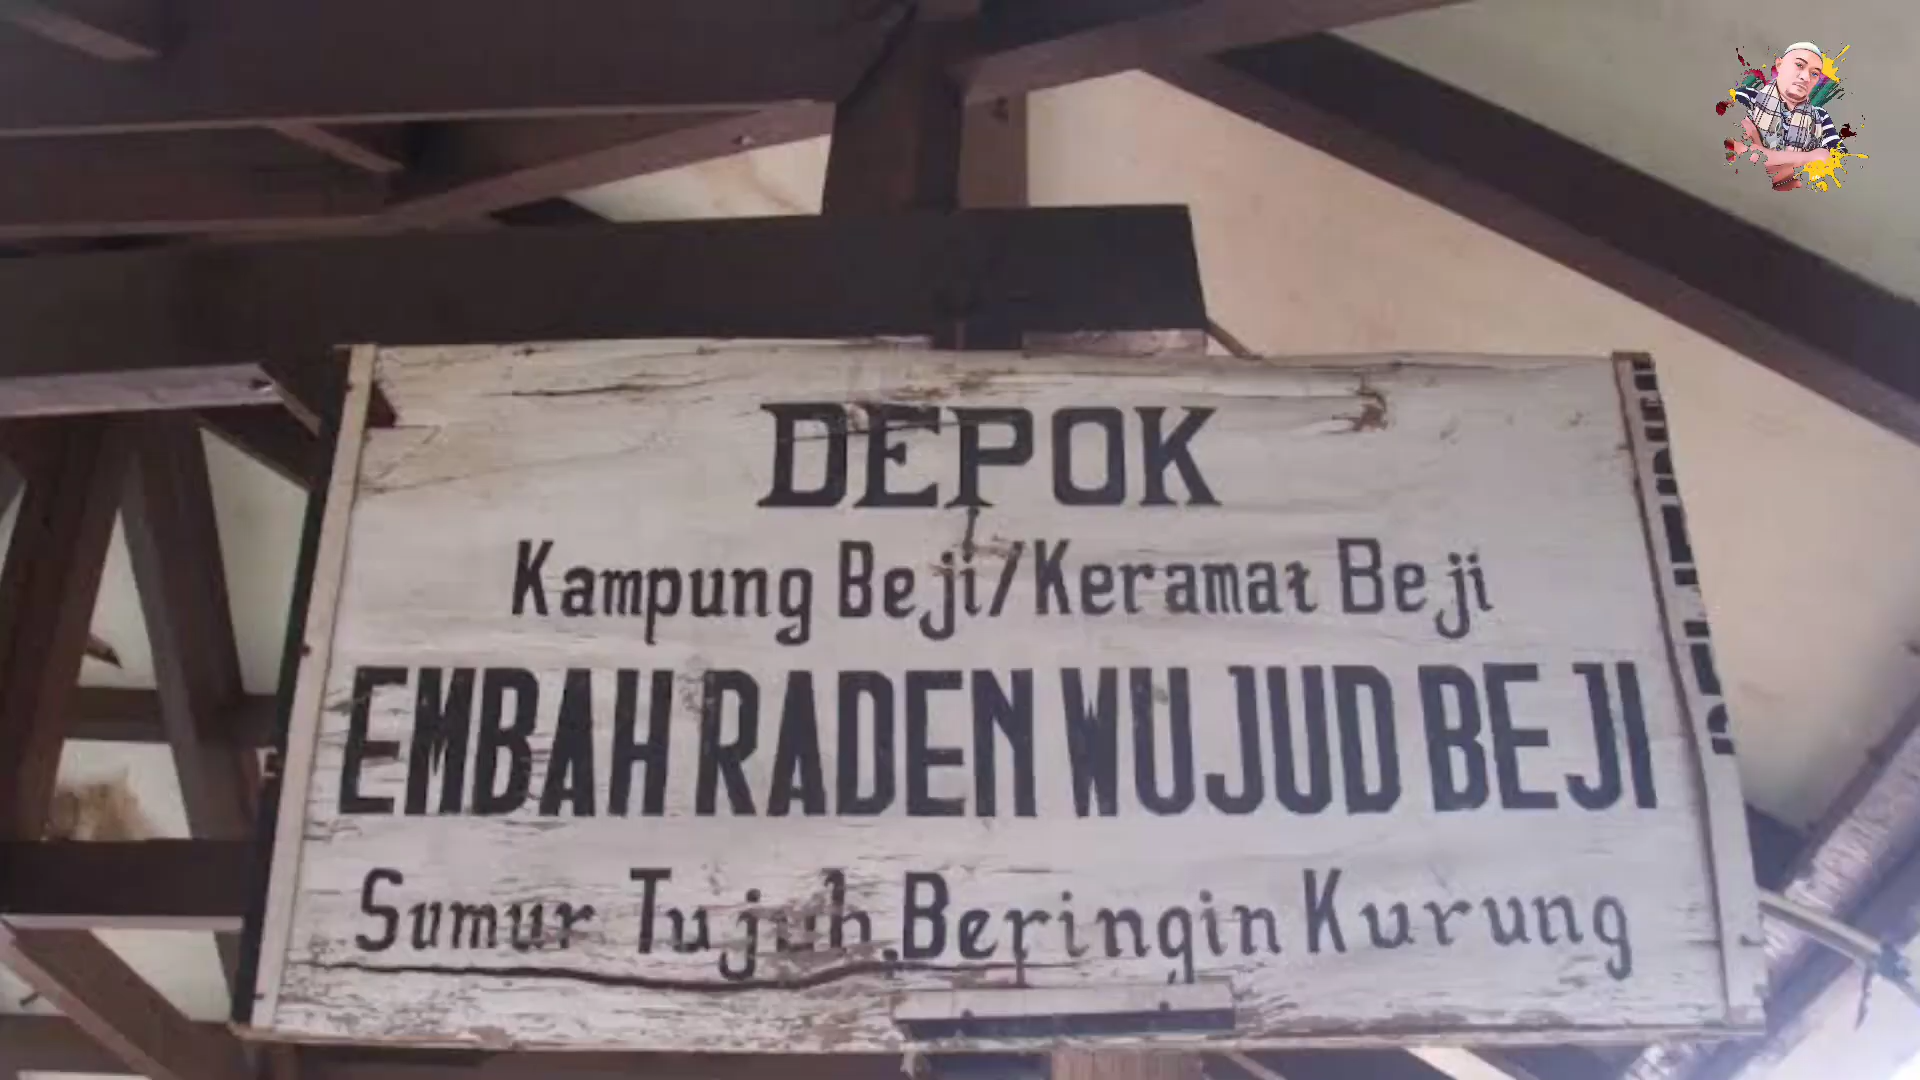 DEPOK
Kampung Beji/Keramat Beji
EMBAH RADEN WUJUD BEJI
Sumur Tujuh, Beringin Kurung